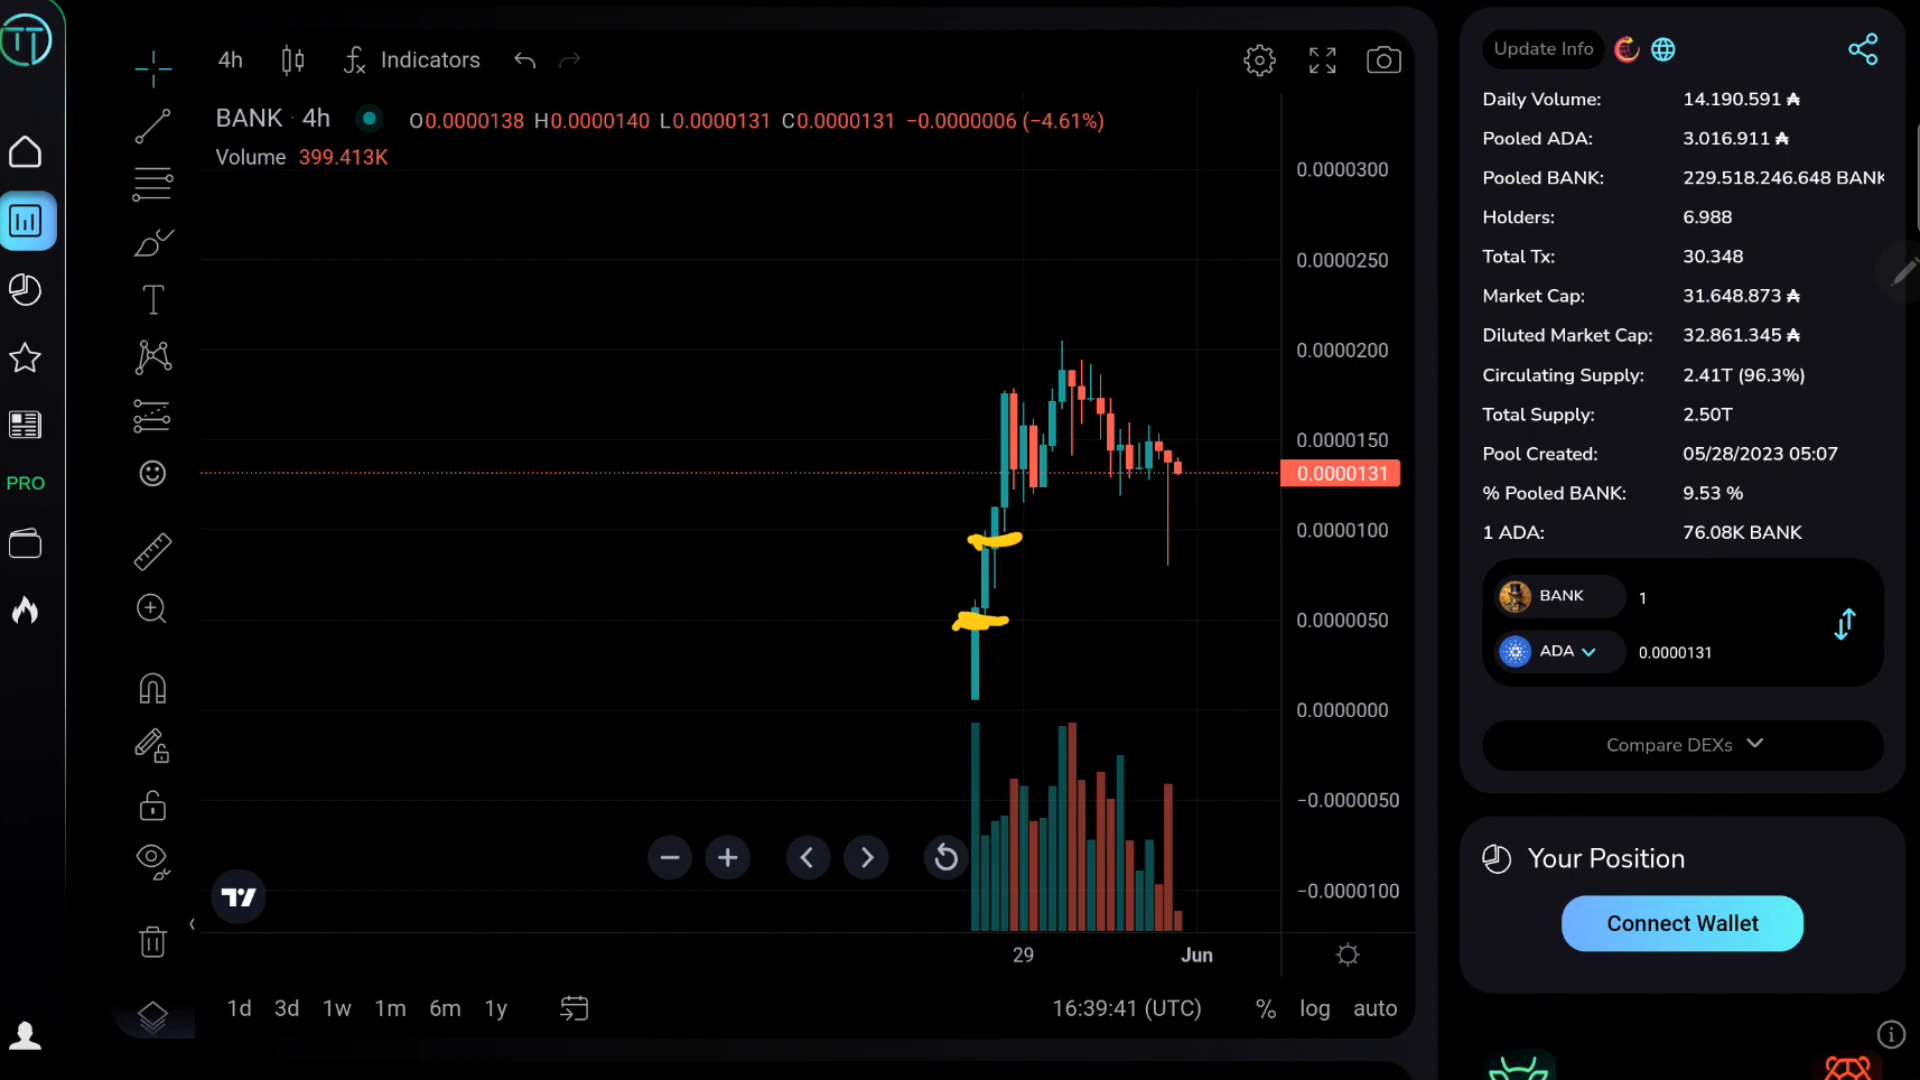 4h
Indicators
BANK · 4h
O0.0000138 H0.0000140 L0.0000131 C0.0000131 −0.0000006 (−4.61%)
Volume 399.413K
0.0000300
0.0000250
0.0000200
0.0000150
0.0000131
0.0000100
0.0000050
0.0000000
−0.0000050
−0.0000100
29
Jun
1d 3d 1w 1m 6m 1y
16:39:41 (UTC)
% log auto
PRO
Update Info
Daily Volume: 14.190.591 ₳
Pooled ADA: 3.016.911 ₳
Pooled BANK: 229.518.246.648 BANK
Holders: 6.988
Total Tx: 30.348
Market Cap: 31.648.873 ₳
Diluted Market Cap: 32.861.345 ₳
Circulating Supply: 2.41T (96.3%)
Total Supply: 2.50T
Pool Created: 05/28/2023 05:07
% Pooled BANK: 9.53 %
1 ADA: 76.08K BANK
BANK 1
ADA 0.0000131
Compare DEXs
Your Position
Connect Wallet